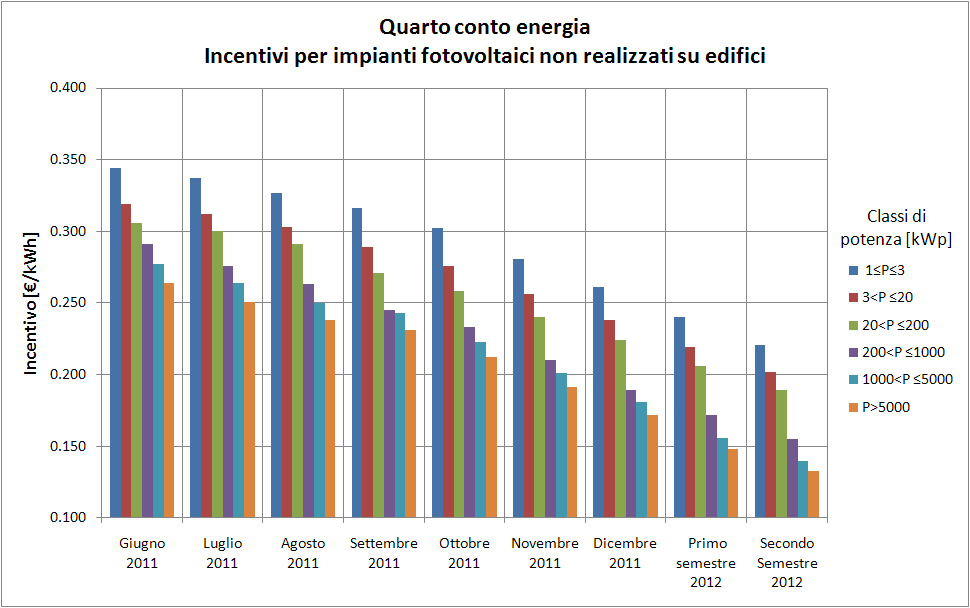 Quarto conto energia
Incentivi per impianti fotovoltaici non realizzati su edifici
0.400
0.350
0.300
0.250
0.200
0.150
0.100
Incentivo [€/kWh]
Giugno
2011
Luglio
2011
Agosto
2011
Settembre
2011
Ottobre
2011
Novembre
2011
Dicembre
2011
Primo
semestre
2012
Secondo
Semestre
2012
Classi di
potenza [kWp]
1≤P≤3
3<P ≤20
20<P ≤200
200<P ≤1000
1000<P ≤5000
P>5000